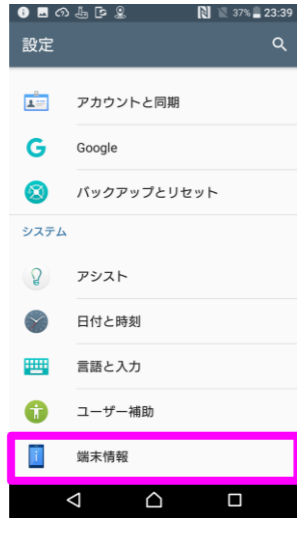 37% 23:39
設定
アカウントと同期
Google
バックアップとリセット
システム
アシスト
日付と時刻
言語と入力
ユーザー補助
端末情報